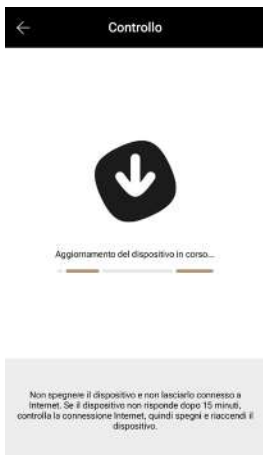 Controllo
Aggiornamento del dispositivo in corso...
Non spegnere il dispositivo e non lasciarlo connesso a
Internet. Se il dispositivo non risponde dopo 15 minuti,
controlla la connessione Internet, quindi spegni e riaccendi il
dispositivo.